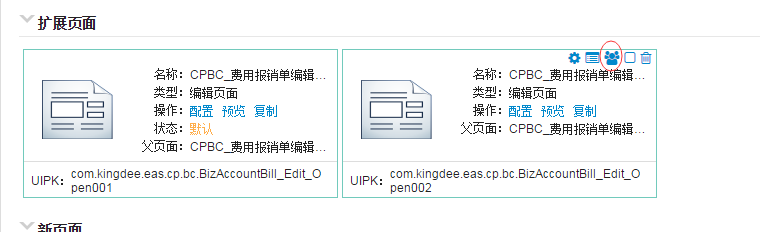 扩展页面
名称： CPBC_费用报销单编辑...
类型： 编辑页面
操作： 配置 预览 复制
状态： 默认
父页面： CPBC_费用报销单编辑...
UIPK： com.kingdee.eas.cp.bc.BizAccountBill_Edit_O
pen001
名称： CPBC_费用报销单编辑...
类型： 编辑页面
操作： 配置 预览 复制
父页面： CPBC_费用报销单编辑...
UIPK： com.kingdee.eas.cp.bc.BizAccountBill_Edit_O
pen002
新页面